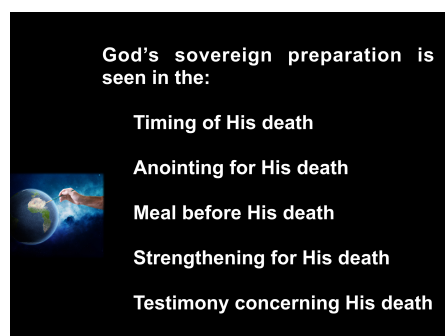 God's sovereign preparation is
seen in the:
Timing of His death
Anointing for His death
Meal before His death
Strengthening for His death
Testimony concerning His death